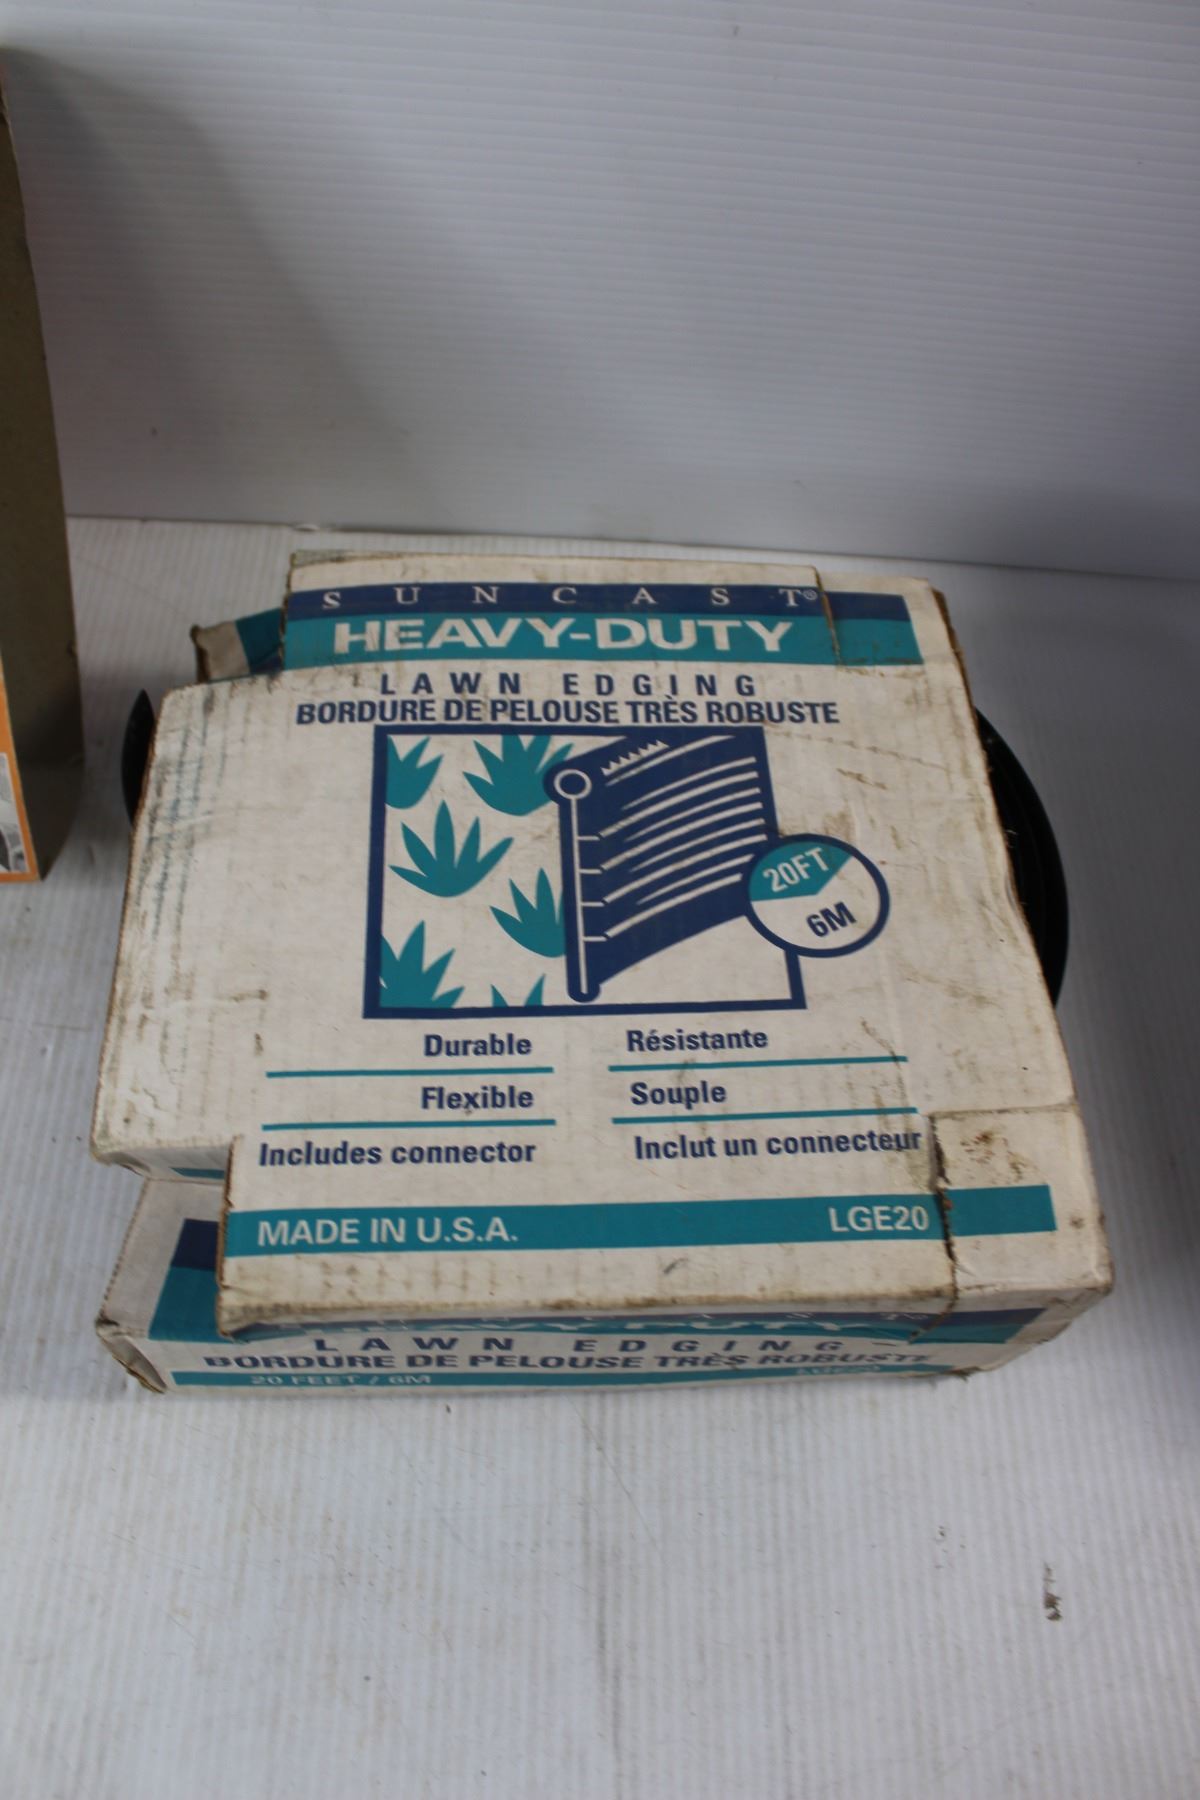 SUNCAST®
HEAVY-DUTY
LAWN EDGING
BORDURE DE PELOUSE TRÈS ROBUSTE
20FT
6M
Durable
Résistante
Flexible
Souple
Includes connector
Inclut un connecteur
MADE IN U.S.A.
LGE20
LAWN EDGING
BORDURE DE PELOUSE TRÈS ROBUSTE
20 FEET / 6M
LGE20